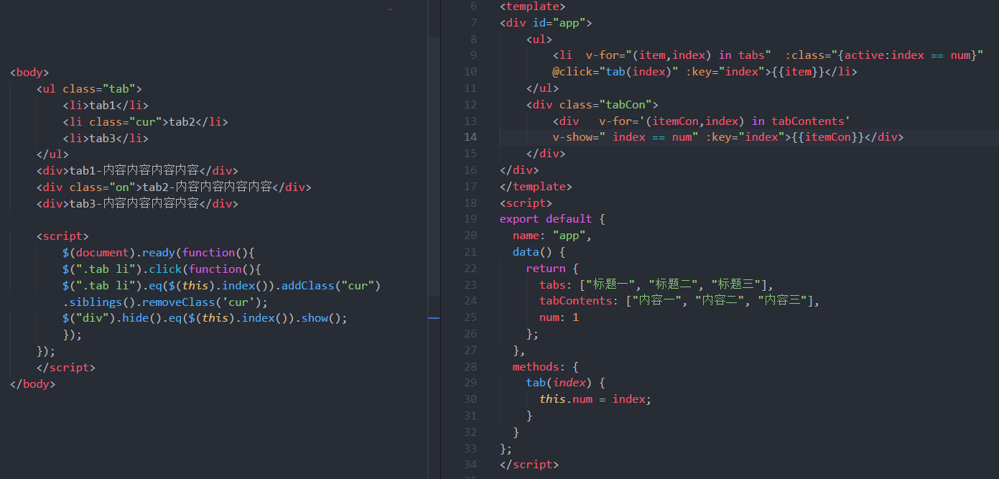 <body>
<ul class="tab">
<li>tab1</li>
<li class="cur">tab2</li>
<li>tab3</li>
</ul>
<div>tab1-内容内容内容内容</div>
<div class="on">tab2-内容内容内容内容</div>
<div>tab3-内容内容内容内容</div>
<script>
$(document).ready(function(){
$(".tab li").click(function(){
$(".tab li").eq($(this).index()).addClass("cur")
.siblings().removeClass('cur');
$("div").hide().eq($(this).index()).show();
});
});
</script>
</body>
6 <template>
7 <div id="app">
8 <ul>
9 <li  v-for="(item,index) in tabs"  :class="{active:index == num}"
10 @click="tab(index)" :key="index">{{item}}</li>
11 </ul>
12 <div class="tabCon">
13 <div   v-for='(itemCon,index) in tabContents'
14 v-show=" index == num" :key="index">{{itemCon}}</div>
15 </div>
16 </div>
17 </template>
18 <script>
19 export default {
20 name: "app",
21 data() {
22 return {
23 tabs: ["标题一", "标题二", "标题三"],
24 tabContents: ["内容一", "内容二", "内容三"],
25 num: 1
26 };
27 },
28 methods: {
29 tab(index) {
30 this.num = index;
31 }
32 }
33 };
34 </script>